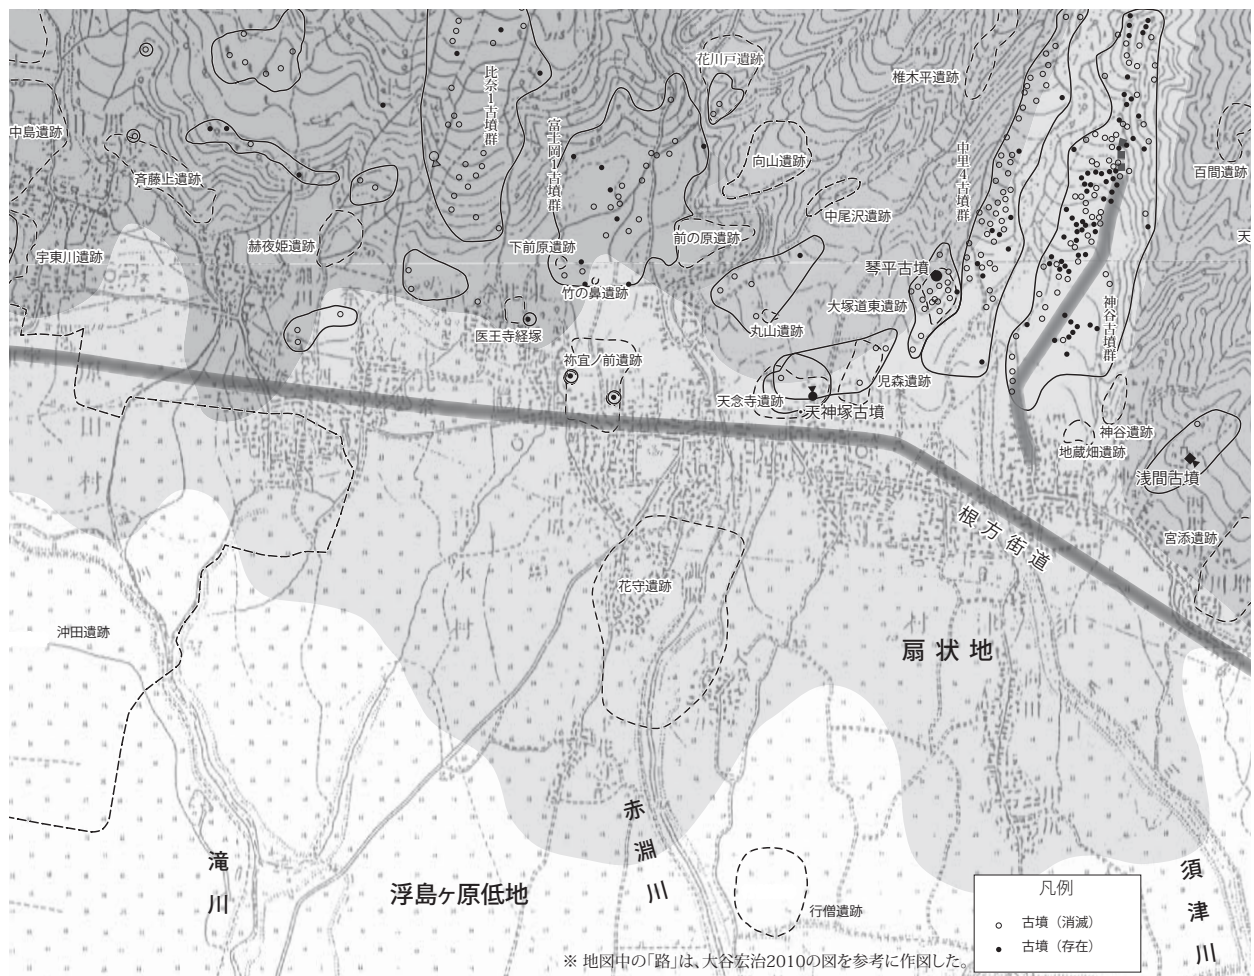 花川戸遺跡
椎木平遺跡
比奈1古墳群
富士岡1古墳群
中里4古墳群
中島遺跡
斉藤上遺跡
向山遺跡
百間遺跡
中尾沢遺跡
宇東川遺跡
赫夜姫遺跡
下前原遺跡
前の原遺跡
天
琴平古墳
竹の鼻遺跡
大塚道東遺跡
神谷古墳群
医王寺経塚
丸山遺跡
祢宜ノ前遺跡
児森遺跡
天念寺遺跡
天神塚古墳
神谷遺跡
地蔵畑遺跡
浅間古墳
根方街道
宮添遺跡
花守遺跡
沖田遺跡
扇状地
赤淵川
滝川
浮島ヶ原低地
行僧遺跡
須津川
凡例
古墳（消滅）
古墳（存在）
※ 地図中の「路」は、大谷宏治2010の図を参考に作図した。